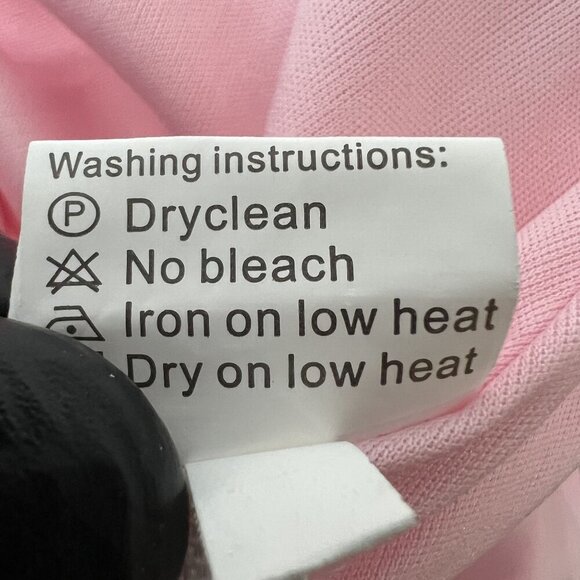 Washing instructions:
P Dryclean
No bleach
Iron on low heat
Dry on low heat